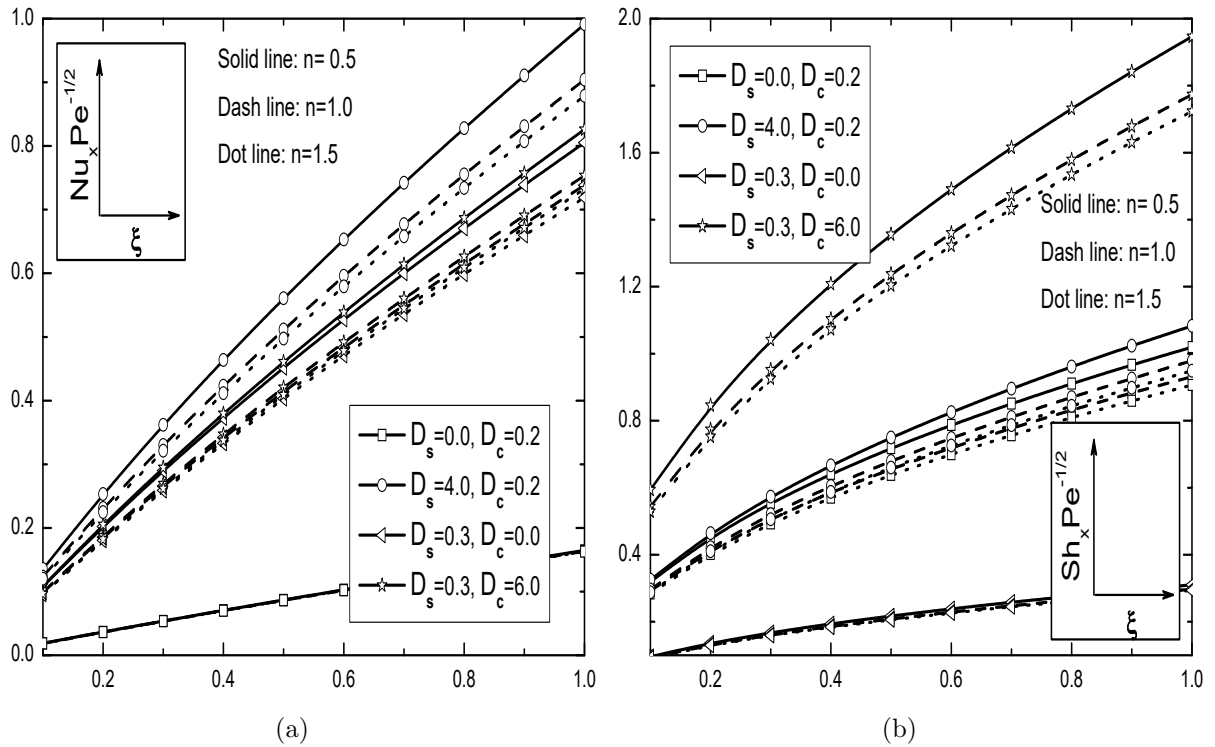 1.0
0.8
0.6
0.4
0.2
0.0
0.2 0.4 0.6 0.8 1.0
Nu_x Pe^{-1/2}
ξ
Solid line: n= 0.5
Dash line: n=1.0
Dot line: n=1.5
D_s=0.0, D_c=0.2
D_s=4.0, D_c=0.2
D_s=0.3, D_c=0.0
D_s=0.3, D_c=6.0
(a)
2.0
1.6
1.2
0.8
0.4
0.2 0.4 0.6 0.8 1.0
D_s=0.0, D_c=0.2
D_s=4.0, D_c=0.2
D_s=0.3, D_c=0.0
D_s=0.3, D_c=6.0
Solid line: n= 0.5
Dash line: n=1.0
Dot line: n=1.5
Sh_x Pe^{-1/2}
ξ
(b)